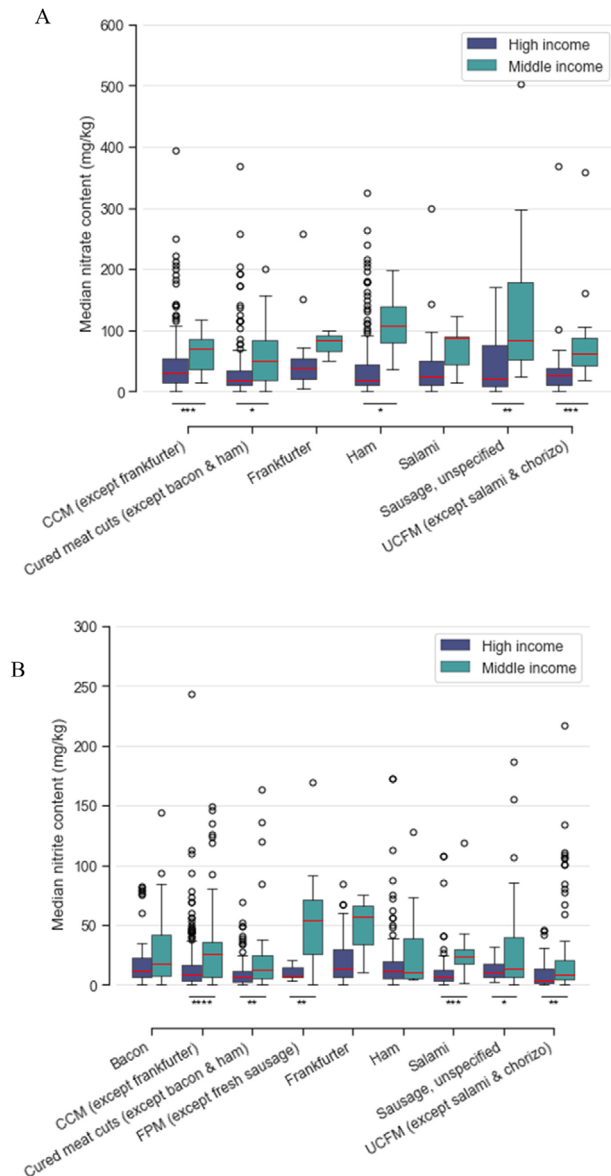 A
600
500
400
300
200
100
0
Median nitrate content (mg/kg)
High income
Middle income
***
*
*
**
***
CCM (except frankfurter)
Cured meat cuts (except bacon & ham)
Frankfurter
Ham
Salami
Sausage, unspecified
UCFM (except salami & chorizo)
B
300
250
200
150
100
50
0
Median nitrite content (mg/kg)
High income
Middle income
****
**
**
***
*
**
Bacon
CCM (except frankfurter)
Cured meat cuts (except bacon & ham)
FPM (except fresh sausage)
Frankfurter
Ham
Salami
Sausage, unspecified
UCFM (except salami & chorizo)